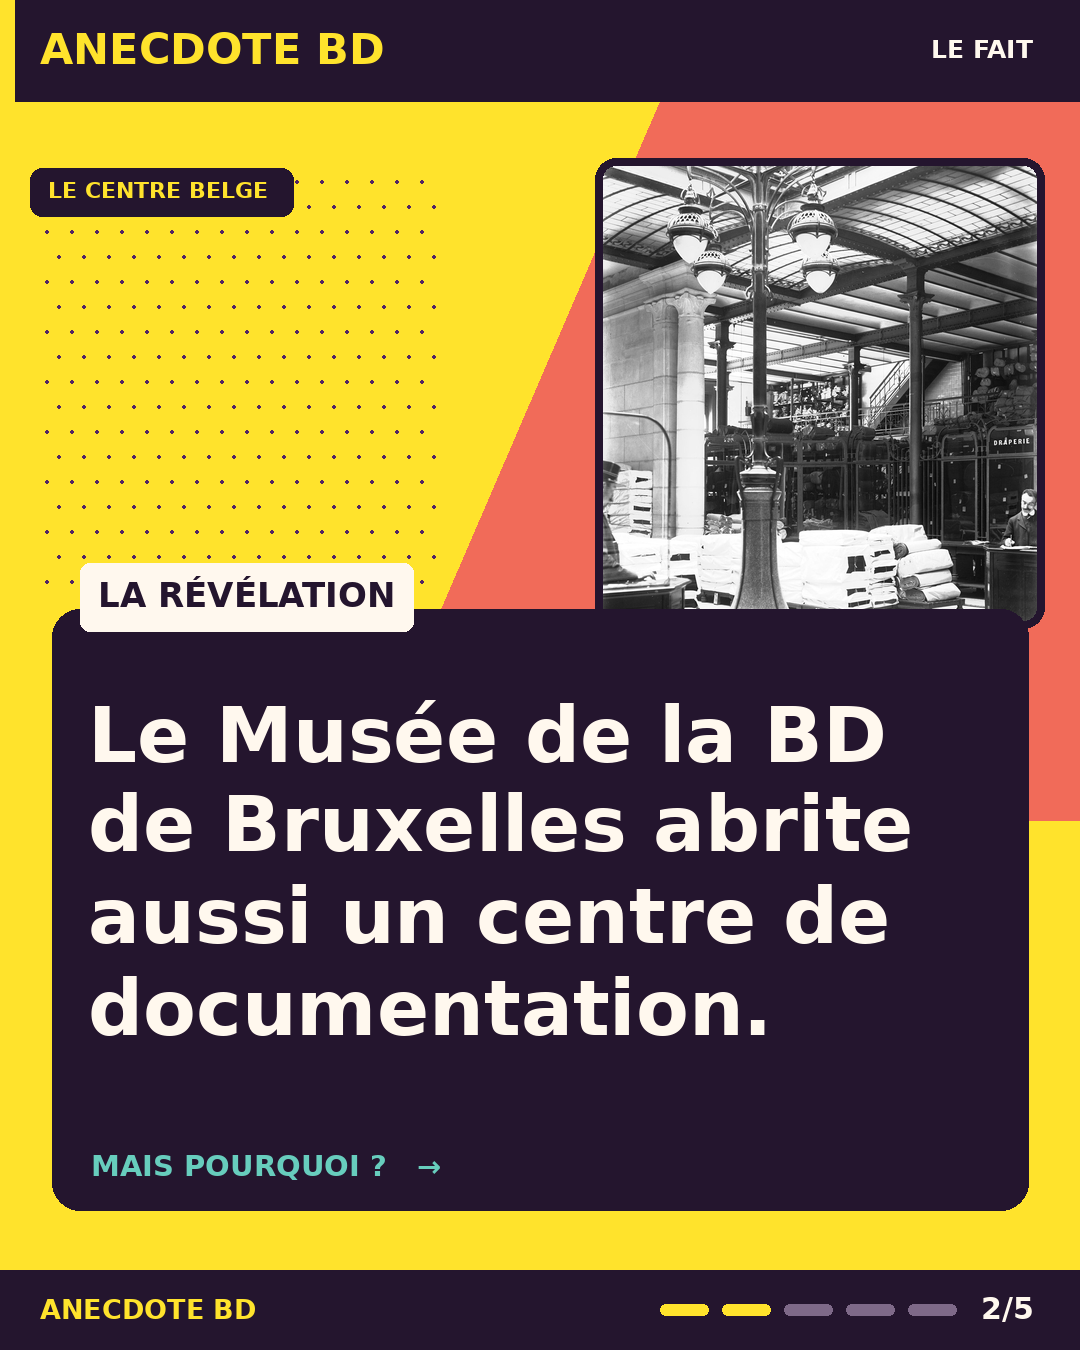 ANECDOTE BD
LE FAIT
LE CENTRE BELGE
DRAPERIE
LA RÉVÉLATION
Le Musée de la BD
de Bruxelles abrite
aussi un centre de
documentation.
MAIS POURQUOI ? →
ANECDOTE BD
2/5